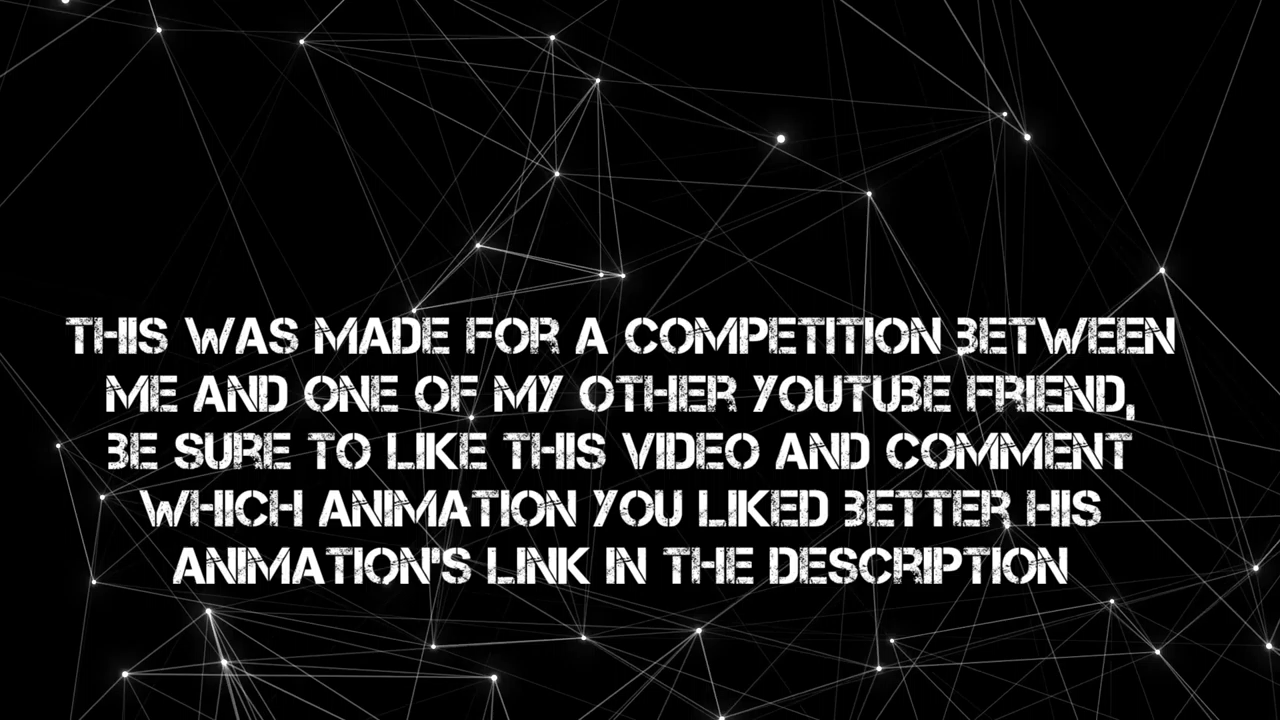 THIS WAS MADE FOR A COMPETITION BETWEEN
ME AND ONE OF MY OTHER YOUTUBE FRIEND,
BE SURE TO LIKE THIS VIDEO AND COMMENT
WHICH ANIMATION YOU LIKED BETTER HIS
ANIMATION'S LINK IN THE DESCRIPTION